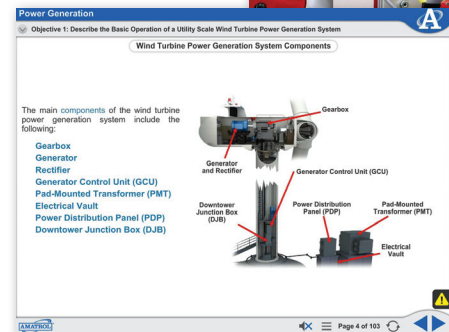 Power Generation
Objective 1: Describe the Basic Operation of a Utility Scale Wind Turbine Power Generation System
A
Wind Turbine Power Generation System Components
The main components of the wind turbine
power generation system include the
following:
Gearbox
Generator
Rectifier
Generator Control Unit (GCU)
Pad-Mounted Transformer (PMT)
Electrical Vault
Power Distribution Panel (PDP)
Downtower Junction Box (DJB)
Gearbox
Generator
and Rectifier
Generator Control Unit (GCU)
Downtower
Junction Box
(DJB)
Power Distribution
Panel (PDP)
Pad-Mounted
Transformer (PMT)
Electrical
Vault
AMATROL
Page 4 of 103